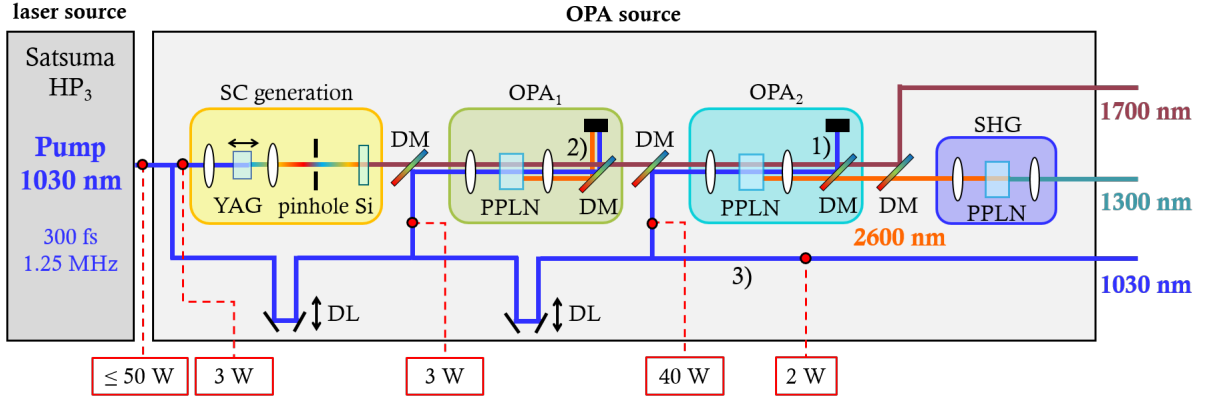 laser source
OPA source
Satsuma
HP₃
Pump
1030 nm
300 fs
1.25 MHz
SC generation
YAG
pinhole
Si
DM
OPA₁
2)
PPLN
DM
DM
OPA₂
1)
PPLN
DM
DM
SHG
PPLN
1700 nm
1300 nm
2600 nm
1030 nm
3)
DL
DL
≤ 50 W
3 W
3 W
40 W
2 W